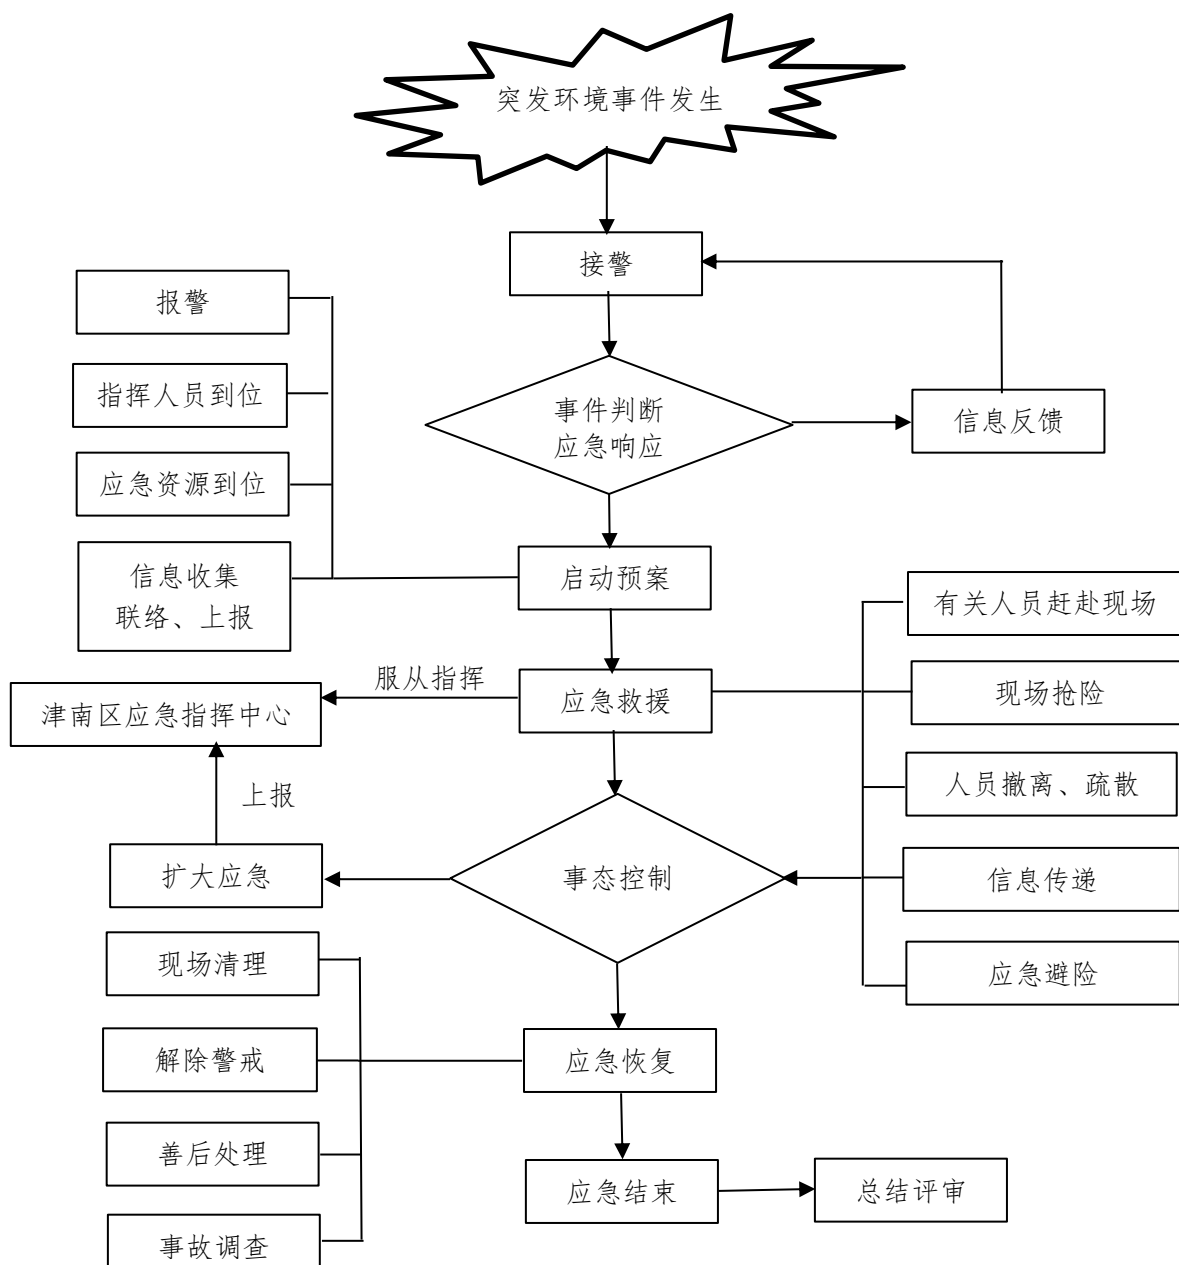 突发环境事件发生
接警
报警
指挥人员到位
事件判断
应急响应
信息反馈
应急资源到位
信息收集
联络、上报
启动预案
有关人员赶赴现场
服从指挥
津南区应急指挥中心
应急救援
现场抢险
上报
人员撤离、疏散
扩大应急
事态控制
信息传递
现场清理
应急避险
解除警戒
应急恢复
善后处理
应急结束
总结评审
事故调查